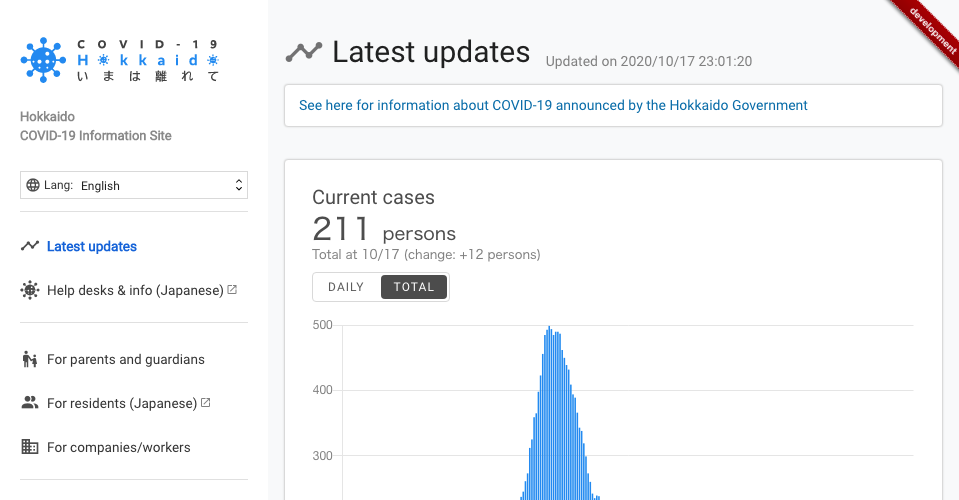 COVID-19
Hokkaido
いまは離れて
Hokkaido
COVID-19 Information Site
Lang: English
Latest updates
Help desks & info (Japanese)
For parents and guardians
For residents (Japanese)
For companies/workers
development
Latest updates Updated on 2020/10/17 23:01:20
See here for information about COVID-19 announced by the Hokkaido Government
Current cases
211 persons
Total at 10/17 (change: +12 persons)
DAILY TOTAL
500
400
300